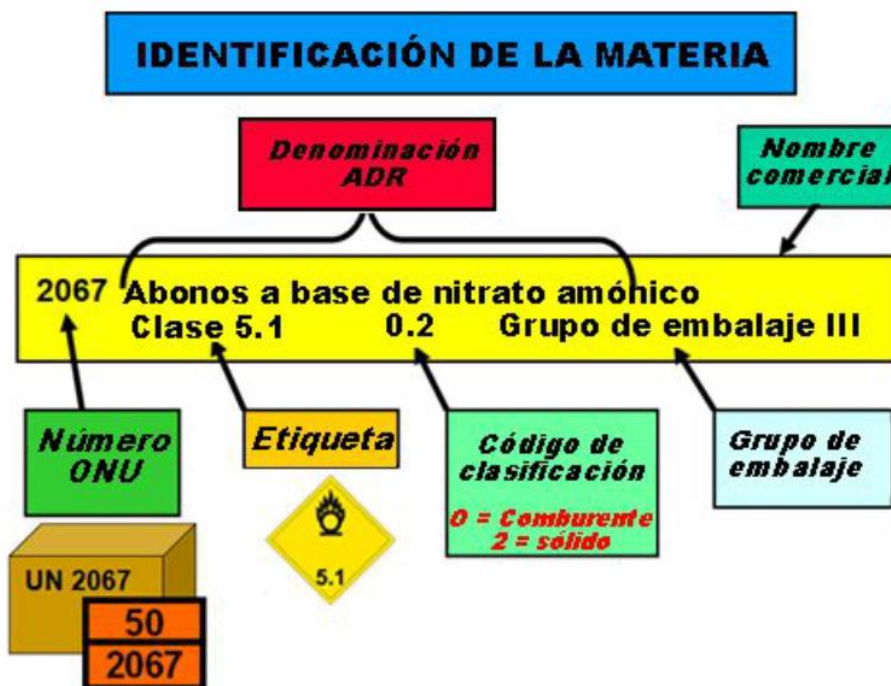 IDENTIFICACIÓN DE LA MATERIA
Denominación
ADR
Nombre
comercial
2067 Abonos a base de nitrato amónico
Clase 5.1 0.2 Grupo de embalaje III
Número
ONU
Etiqueta
Código de
clasificación
O = Comburente
2 = sólido
Grupo de
embalaje
5.1
UN 2067
50
2067